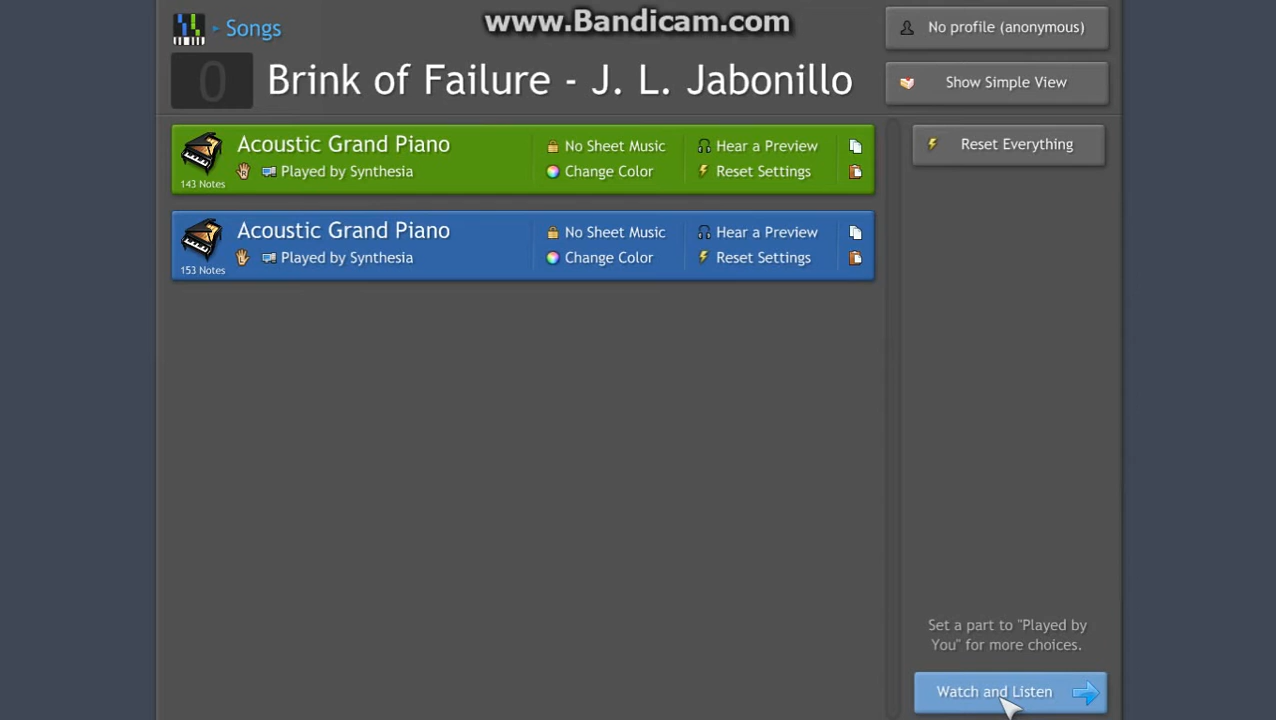 www.Bandicam.com
Songs
No profile (anonymous)
0
Brink of Failure - J. L. Jabonillo
Show Simple View
Acoustic Grand Piano
No Sheet Music
Hear a Preview
Played by Synthesia
Change Color
Reset Settings
143 Notes
Reset Everything
Acoustic Grand Piano
No Sheet Music
Hear a Preview
Played by Synthesia
Change Color
Reset Settings
153 Notes
Set a part to "Played by
You" for more choices.
Watch and Listen